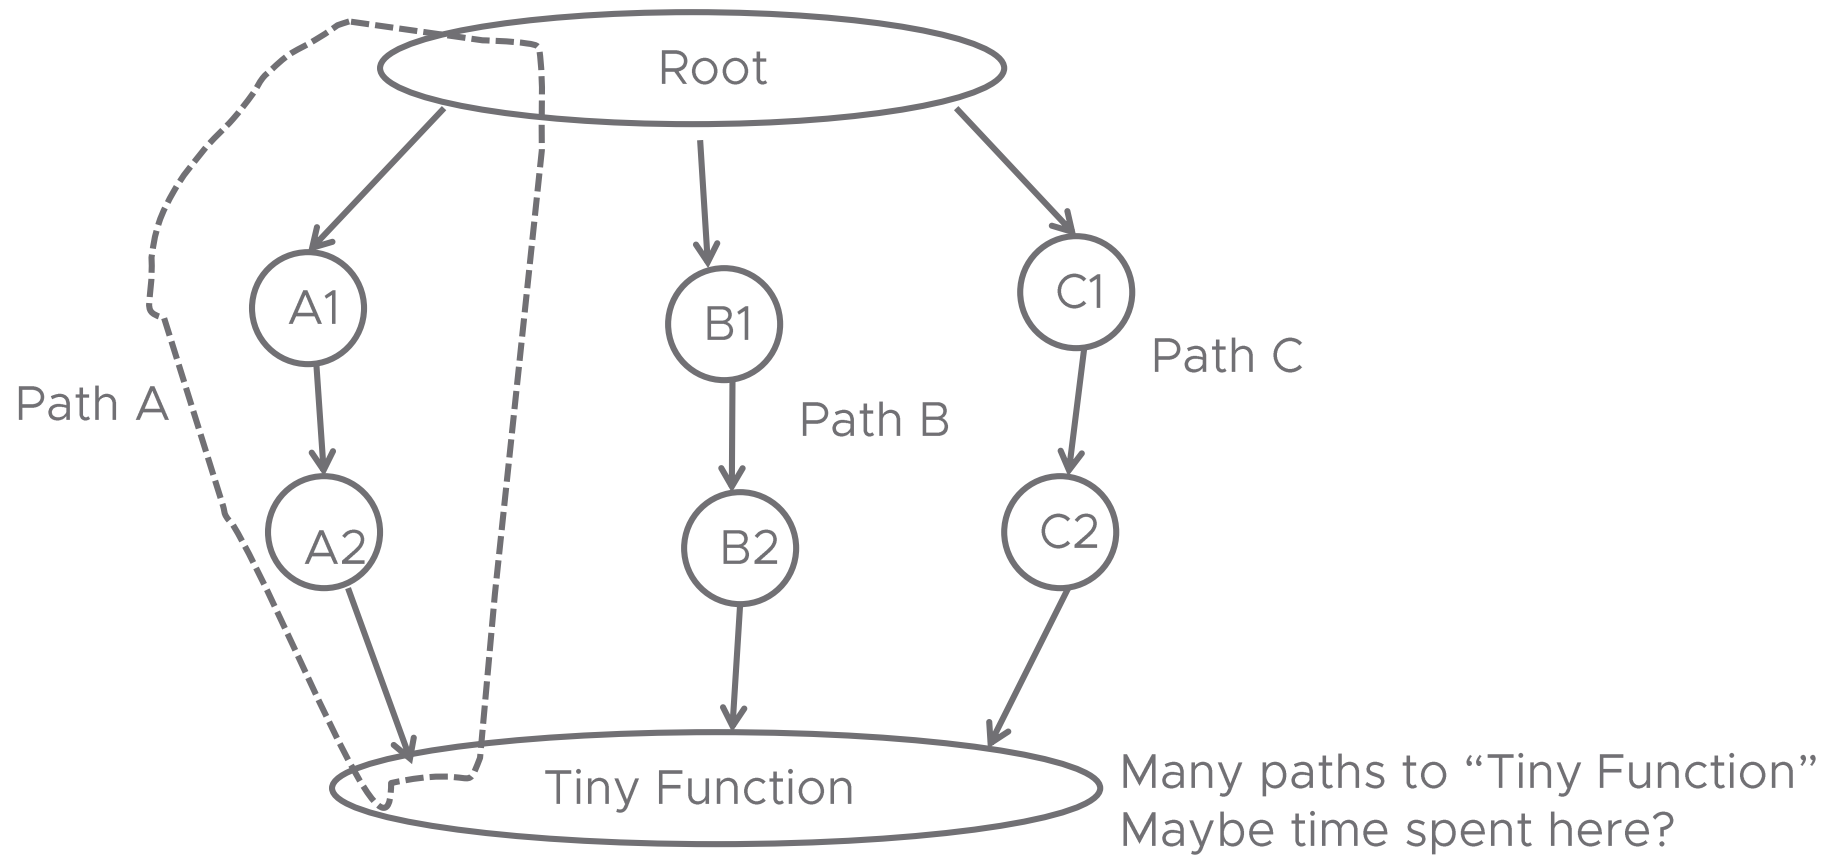 Root
A1
B1
C1
Path C
Path A
Path B
A2
B2
C2
Tiny Function
Many paths to “Tiny Function”
Maybe time spent here?